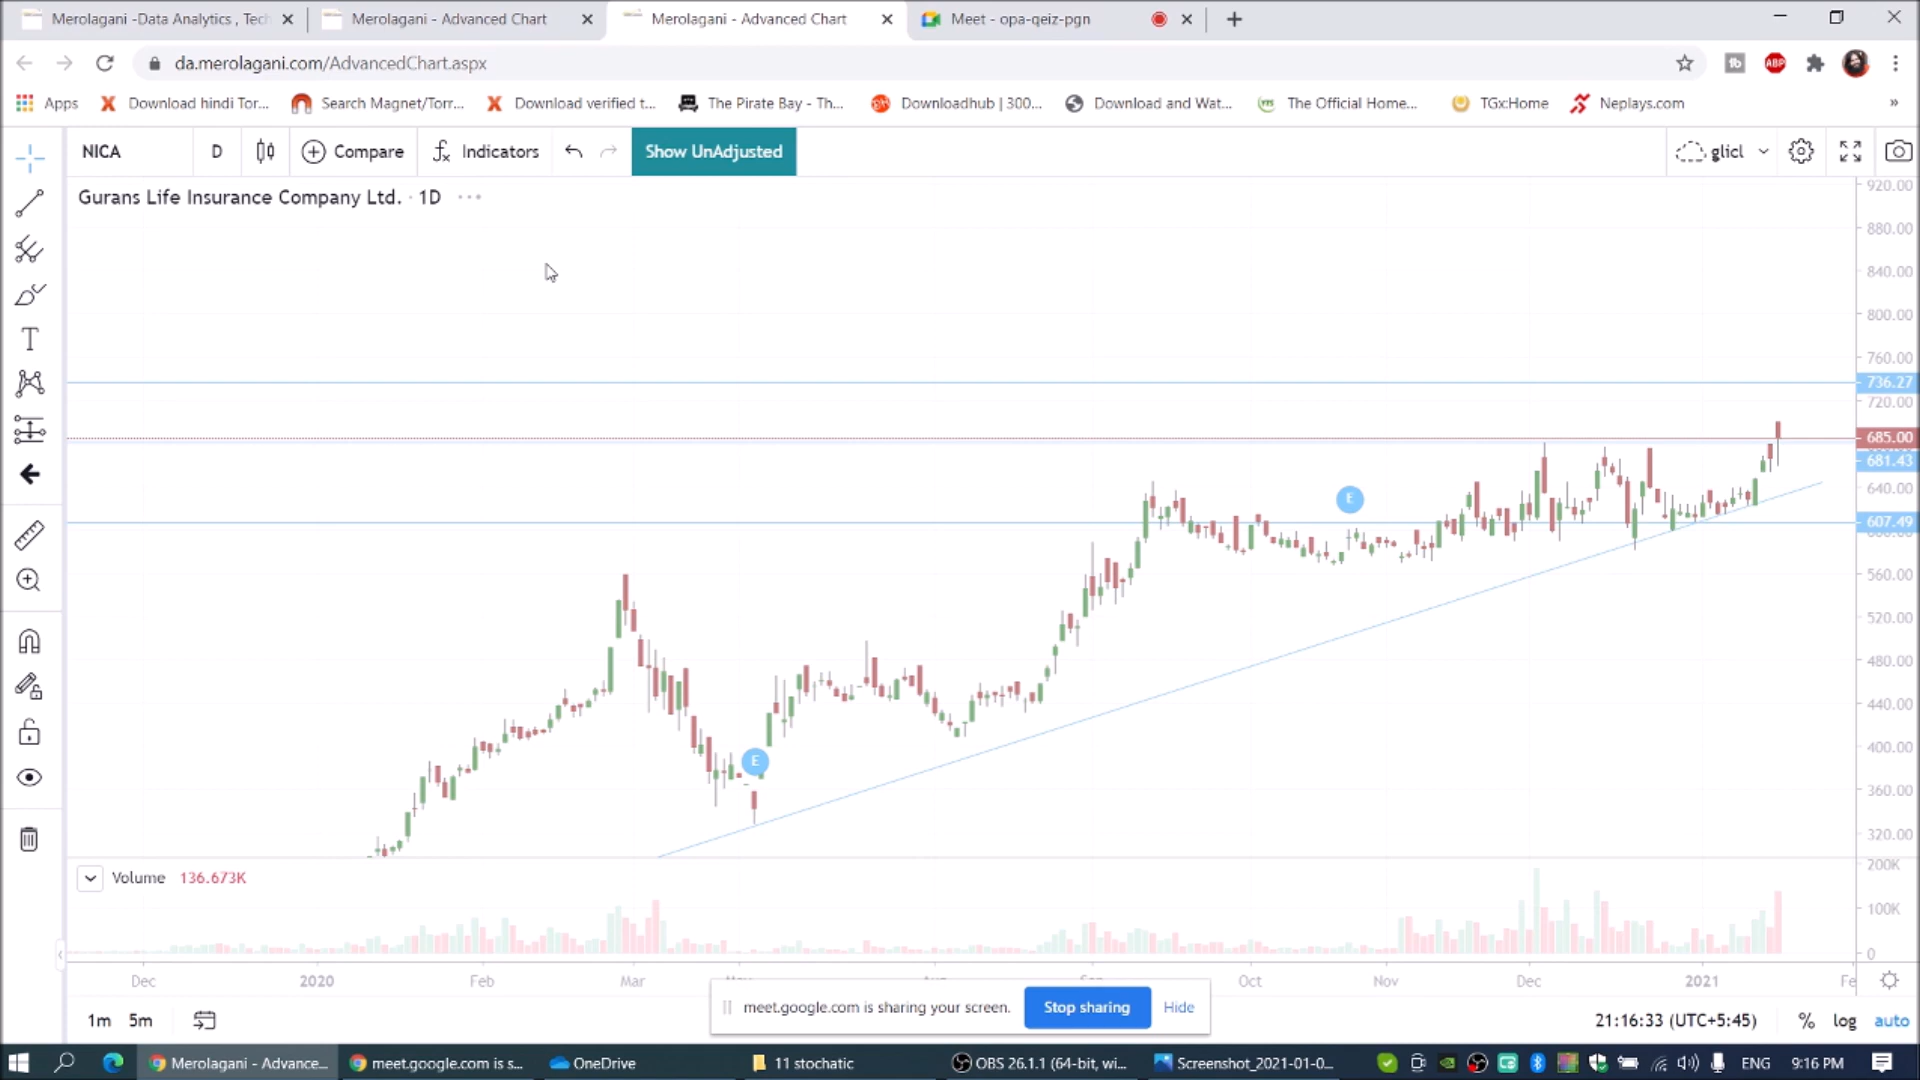 Merolagani -Data Analytics , Tech
Merolagani - Advanced Chart
Merolagani - Advanced Chart
Meet - opa-qeiz-pgn
da.merolagani.com/AdvancedChart.aspx
Apps
Download hindi Tor...
Search Magnet/Torr...
Download verified t...
The Pirate Bay - Th...
Downloadhub | 300...
Download and Wat...
The Official Home...
TGx:Home
Neplays.com
»
NICA
D
Compare
Indicators
Show UnAdjusted
glicl
Gurans Life Insurance Company Ltd. · 1D
920.00
880.00
840.00
800.00
760.00
736.27
720.00
685.00
681.43
640.00
607.49
560.00
520.00
480.00
440.00
400.00
360.00
320.00
E
E
Volume 136.673K
200K
100K
0
Dec
2020
Feb
Mar
Oct
Nov
Dec
2021
Fe
meet.google.com is sharing your screen.
Stop sharing
Hide
1m
5m
21:16:33 (UTC+5:45)
%
log
auto
Merolagani - Advance...
meet.google.com is s...
OneDrive
11 stochatic
OBS 26.1.1 (64-bit, wi...
Screenshot_2021-01-0...
ENG
9:16 PM